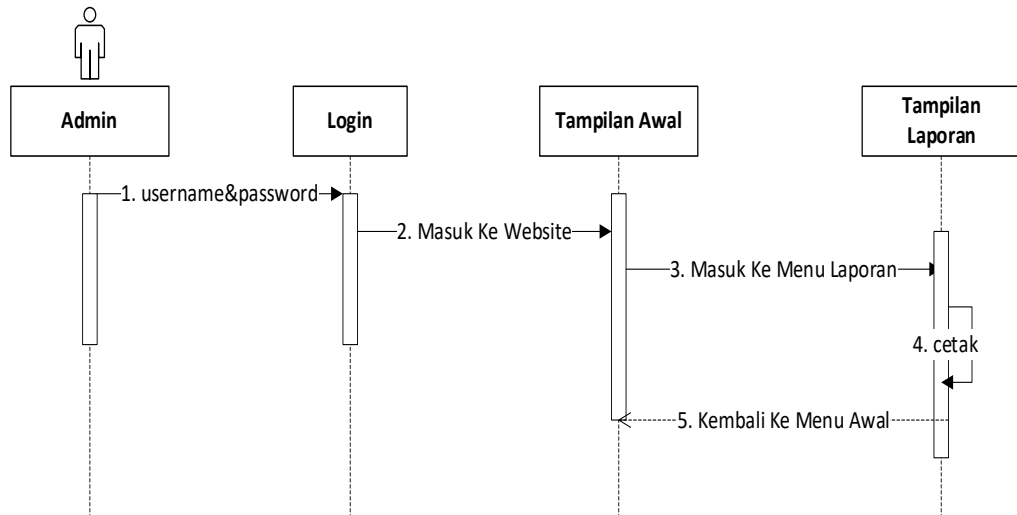 Admin
Login
Tampilan Awal
Tampilan
Laporan
1. username&password
2. Masuk Ke Website
3. Masuk Ke Menu Laporan
4. cetak
5. Kembali Ke Menu Awal